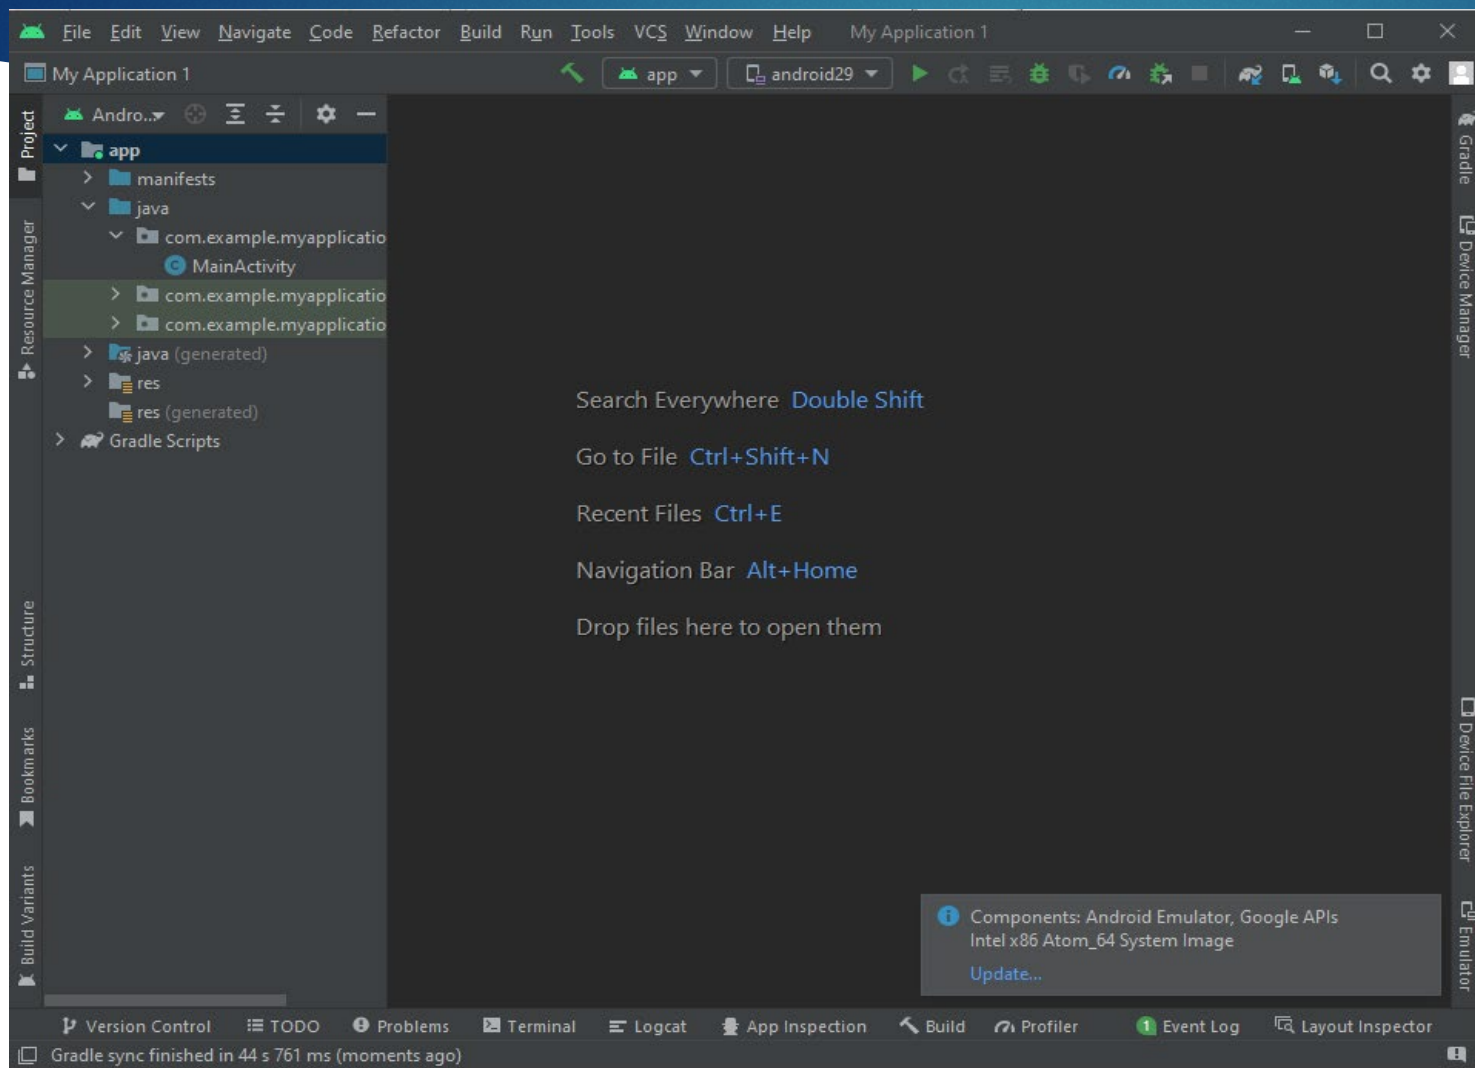 File Edit View Navigate Code Refactor Build Run Tools VCS Window Help My Application 1
My Application 1 app android29
Andro...
app
manifests
java
com.example.myapplicatio
MainActivity
com.example.myapplicatio
com.example.myapplicatio
java (generated)
res
res (generated)
Gradle Scripts
Project
Resource Manager
Structure
Bookmarks
Build Variants
Search Everywhere Double Shift
Go to File Ctrl+Shift+N
Recent Files Ctrl+E
Navigation Bar Alt+Home
Drop files here to open them
Gradle
Device Manager
Device File Explorer
Emulator
Components: Android Emulator, Google APIs
Intel x86 Atom_64 System Image
Update...
Version Control TODO Problems Terminal Logcat App Inspection Build Profiler 1 Event Log Layout Inspector
Gradle sync finished in 44 s 761 ms (moments ago)